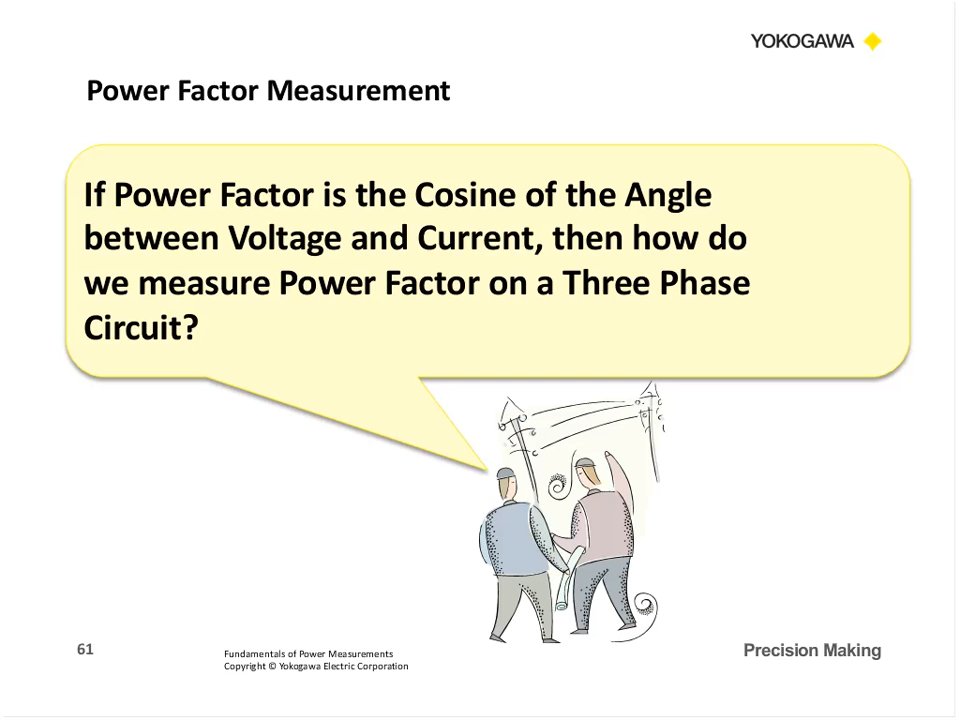 YOKOGAWA
Power Factor Measurement
If Power Factor is the Cosine of the Angle
between Voltage and Current, then how do
we measure Power Factor on a Three Phase
Circuit?
61
Fundamentals of Power Measurements
Copyright © Yokogawa Electric Corporation
Precision Making